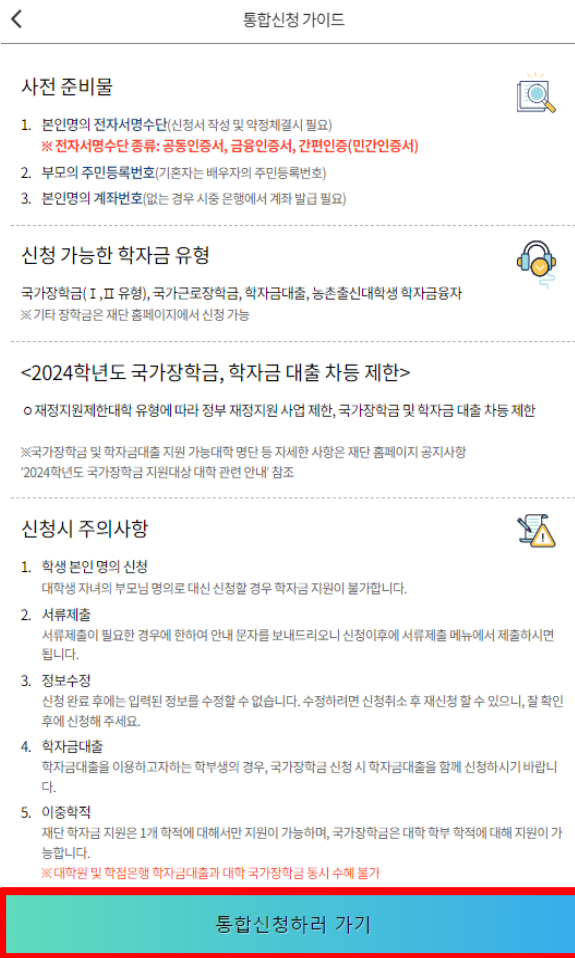 통합신청 가이드
사전 준비물
1. 본인명의 전자서명수단(신청서 작성 및 약정체결시 필요)
※ 전자서명수단 종류: 공동인증서, 금융인증서, 간편인증(민간인증서)
2. 부모의 주민등록번호(기혼자는 배우자의 주민등록번호)
3. 본인명의 계좌번호(없는 경우 시중 은행에서 계좌 발급 필요)
신청 가능한 학자금 유형
국가장학금(Ⅰ,Ⅱ 유형), 국가근로장학금, 학자금대출, 농촌출신대학생 학자금융자
※ 기타 장학금은 재단 홈페이지에서 신청 가능
<2024학년도 국가장학금, 학자금 대출 차등 제한>
ㅇ 재정지원제한대학 유형에 따라 정부 재정지원 사업 제한, 국가장학금 및 학자금 대출 차등 제한
※국가장학금 및 학자금대출 지원 가능대학 명단 등 자세한 사항은 재단 홈페이지 공지사항
'2024학년도 국가장학금 지원대상 대학 관련 안내' 참조
신청시 주의사항
1. 학생 본인 명의 신청
대학생 자녀의 부모님 명의로 대신 신청할 경우 학자금 지원이 불가합니다.
2. 서류제출
서류제출이 필요한 경우에 한하여 안내 문자를 보내드리오니 신청이후에 서류제출 메뉴에서 제출하시면
됩니다.
3. 정보수정
신청 완료 후에는 입력된 정보를 수정할 수 없습니다. 수정하려면 신청취소 후 재신청 할 수 있으니, 잘 확인
후에 신청해 주세요.
4. 학자금대출
학자금대출을 이용하고자하는 학부생의 경우, 국가장학금 신청 시 학자금대출을 함께 신청하시기 바랍니
다.
5. 이중학적
재단 학자금 지원은 1개 학적에 대해서만 지원이 가능하며, 국가장학금은 대학 학부 학적에 대해 지원이 가
능합니다.
※ 대학원 및 학점은행 학자금대출과 대학 국가장학금 동시 수혜 불가
통합신청하러 가기